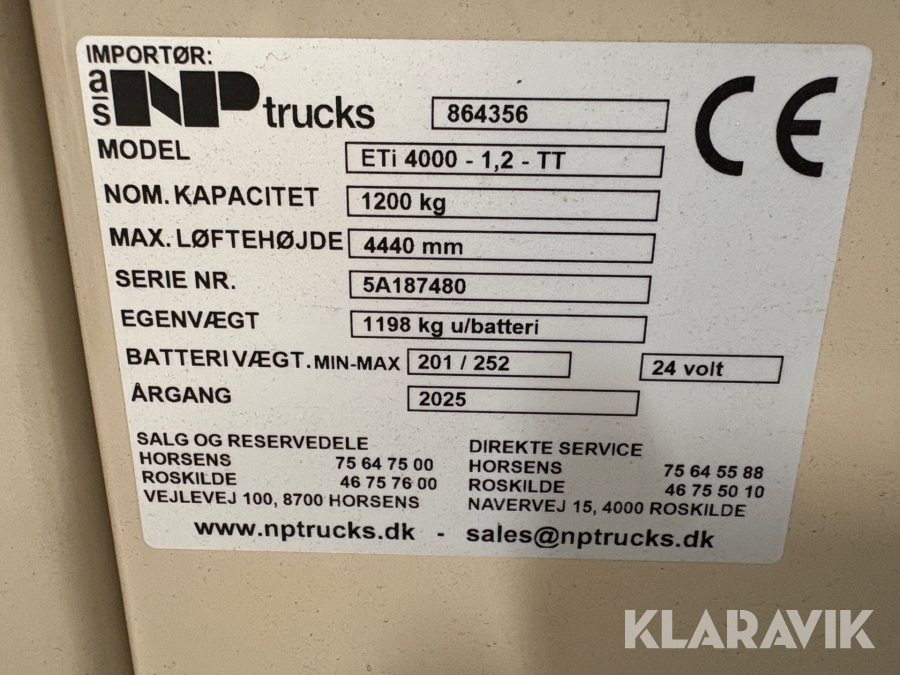 IMPORTØR:
a/s NP trucks 864356 CE
MODEL ETi 4000 - 1,2 - TT
NOM. KAPACITET 1200 kg
MAX. LØFTEHØJDE 4440 mm
SERIE NR. 5A187480
EGENVÆGT 1198 kg u/batteri
BATTERIVÆGT. MIN-MAX 201 / 252 24 volt
ÅRGANG 2025
SALG OG RESERVEDELE
HORSENS 75 64 75 00
ROSKILDE 46 75 76 00
VEJLEVEJ 100, 8700 HORSENS
DIREKTE SERVICE
HORSENS 75 64 55 88
ROSKILDE 46 75 50 10
NAVERVEJ 15, 4000 ROSKILDE
www.nptrucks.dk - sales@nptrucks.dk
KLARAVIK